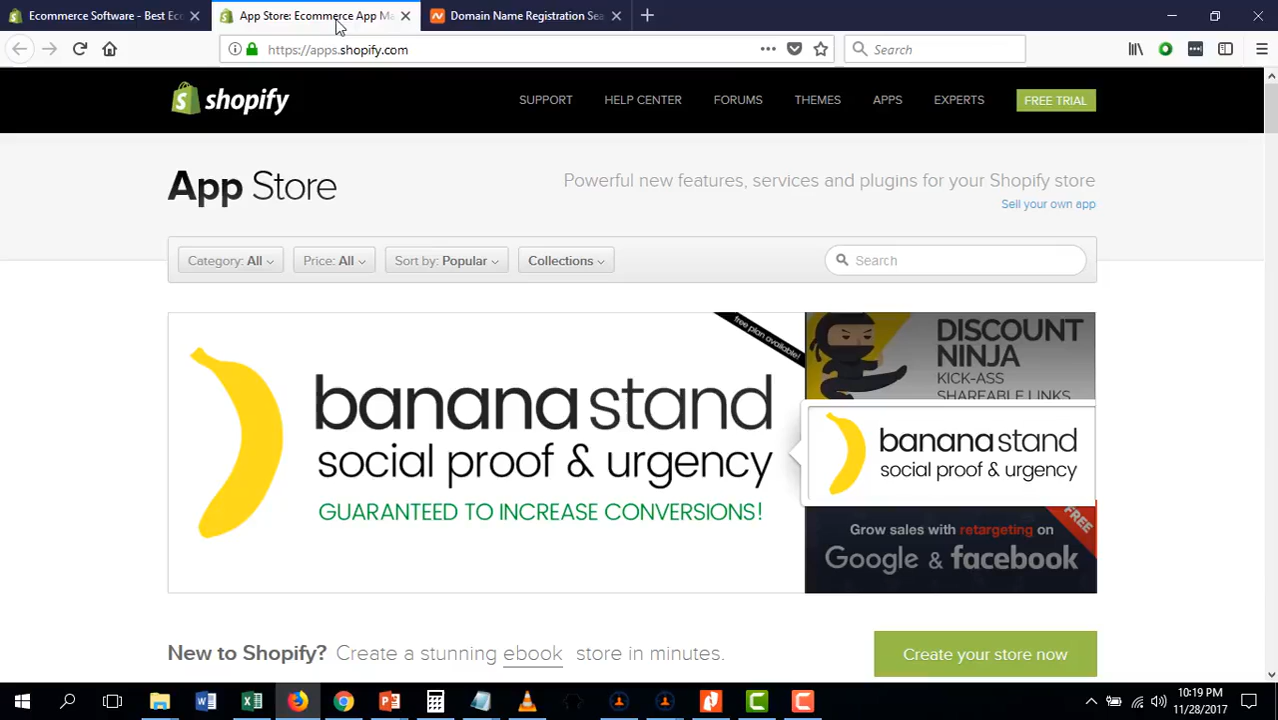 Ecommerce Software - Best Ec
App Store: Ecommerce App Ma
Domain Name Registration Sea
https://apps.shopify.com
Search
shopify
SUPPORT HELP CENTER FORUMS THEMES APPS EXPERTS FREE TRIAL
App Store
Powerful new features, services and plugins for your Shopify store
Sell your own app
Category: All Price: All Sort by: Popular Collections
Search
free plan available!
banana stand
social proof & urgency
GUARANTEED TO INCREASE CONVERSIONS!
DISCOUNT
NINJA
KICK-ASS
SHAREABLE LINKS
banana stand
social proof & urgency
FREE
Grow sales with retargeting on
Google & facebook
New to Shopify? Create a stunning ebook store in minutes.
Create your store now
10:19 PM
11/28/2017